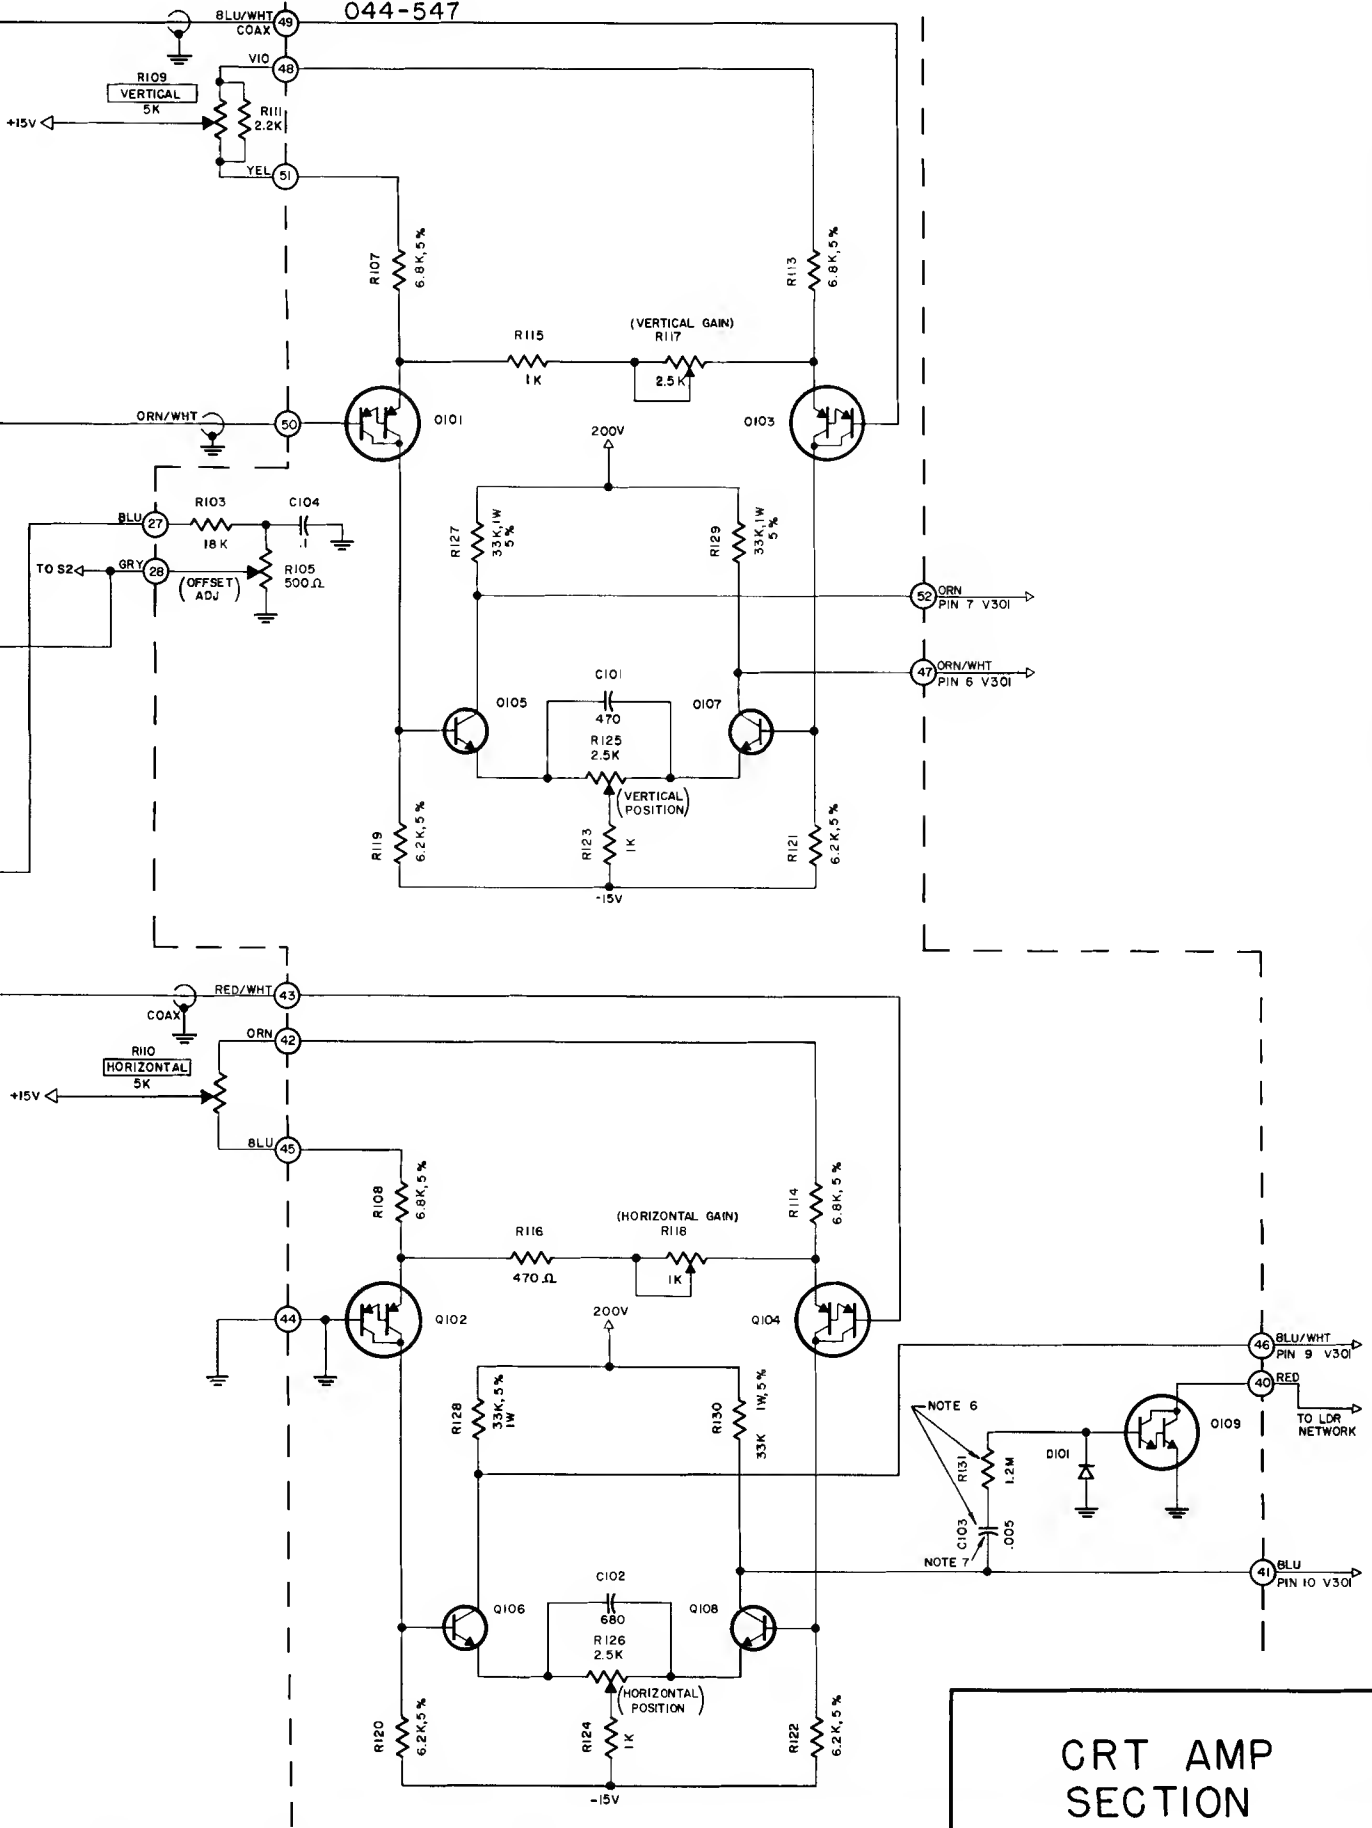 044-547
BLU/WHT
COAX
49
VIO
48
R109
VERTICAL
5K
R111
2.2K
+15V
YEL
51
R107
6.8K,5%
R113
6.8K,5%
R115
1K
(VERTICAL GAIN)
R117
2.5K
ORN/WHT
50
Q101
Q103
200V
R127
33K,1W
5%
R129
33K,1W
5%
BLU
27
R103
18K
C104
.1
TO S2
GRY
28
(OFFSET)
ADJ
R105
500Ω
52
ORN
PIN 7 V301
47
ORN/WHT
PIN 6 V301
Q105
C101
470
Q107
R125
2.5K
(VERTICAL
POSITION)
R119
6.2K,5%
R123
1K
R121
6.2K,5%
-15V
RED/WHT
43
COAX
ORN
42
R110
HORIZONTAL
5K
+15V
BLU
45
R108
6.8K,5%
R114
6.8K,5%
R116
470Ω
(HORIZONTAL GAIN)
R118
1K
44
Q102
Q104
200V
R128
33K,5%
1W
R130
33K 1W,5%
46
BLU/WHT
PIN 9 V301
40
RED
TO LDR
NETWORK
NOTE 6
R131
1.2M
D101
Q109
C103
.005
NOTE 7
41
BLU
PIN 10 V301
Q106
C102
680
Q108
R126
2.5K
(HORIZONTAL
POSITION)
R120
6.2K,5%
R124
1K
R122
6.2K,5%
-15V
CRT AMP
SECTION